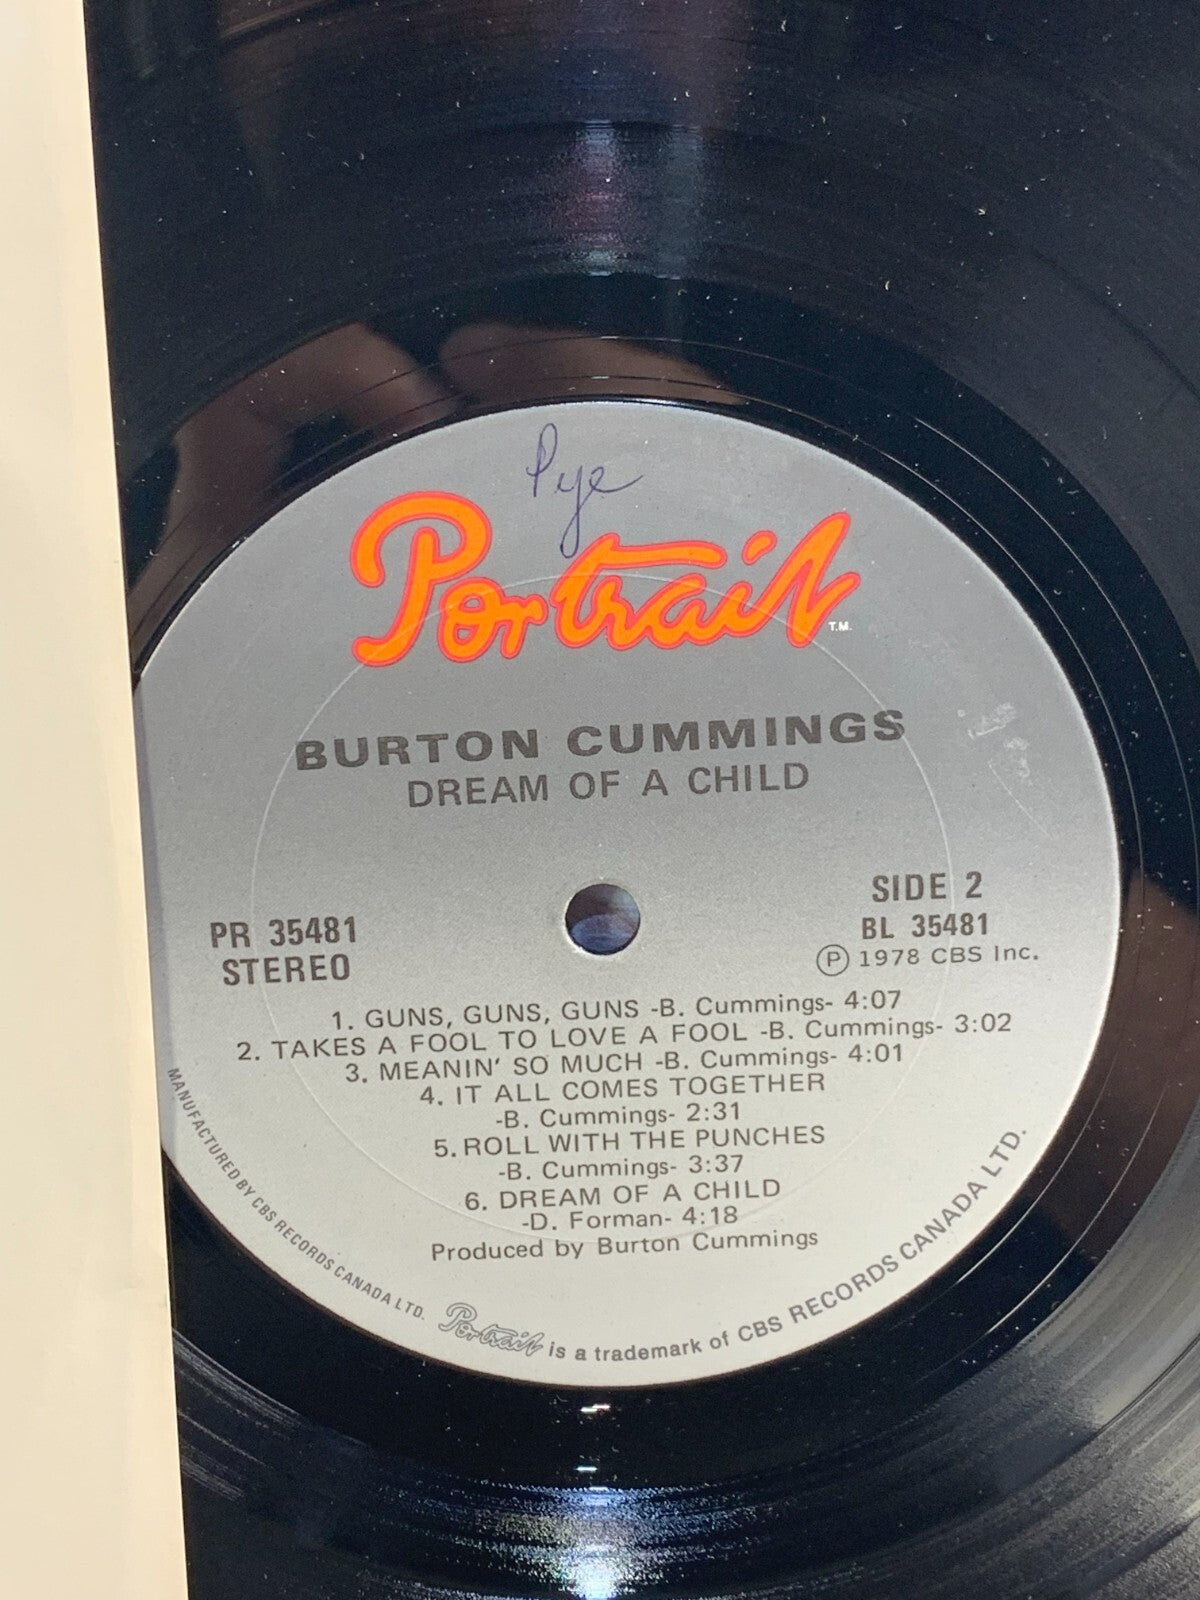 Pye
Portrait T.M.
BURTON CUMMINGS
DREAM OF A CHILD
PR 35481
STEREO
SIDE 2
BL 35481
Ⓟ 1978 CBS Inc.
1. GUNS, GUNS, GUNS -B. Cummings- 4:07
2. TAKES A FOOL TO LOVE A FOOL -B. Cummings- 3:02
3. MEANIN' SO MUCH -B. Cummings- 4:01
4. IT ALL COMES TOGETHER
-B. Cummings- 2:31
5. ROLL WITH THE PUNCHES
-B. Cummings- 3:37
6. DREAM OF A CHILD
-D. Forman- 4:18
Produced by Burton Cummings
MANUFACTURED BY CBS RECORDS CANADA LTD. Portrait is a trademark of CBS RECORDS CANADA LTD.